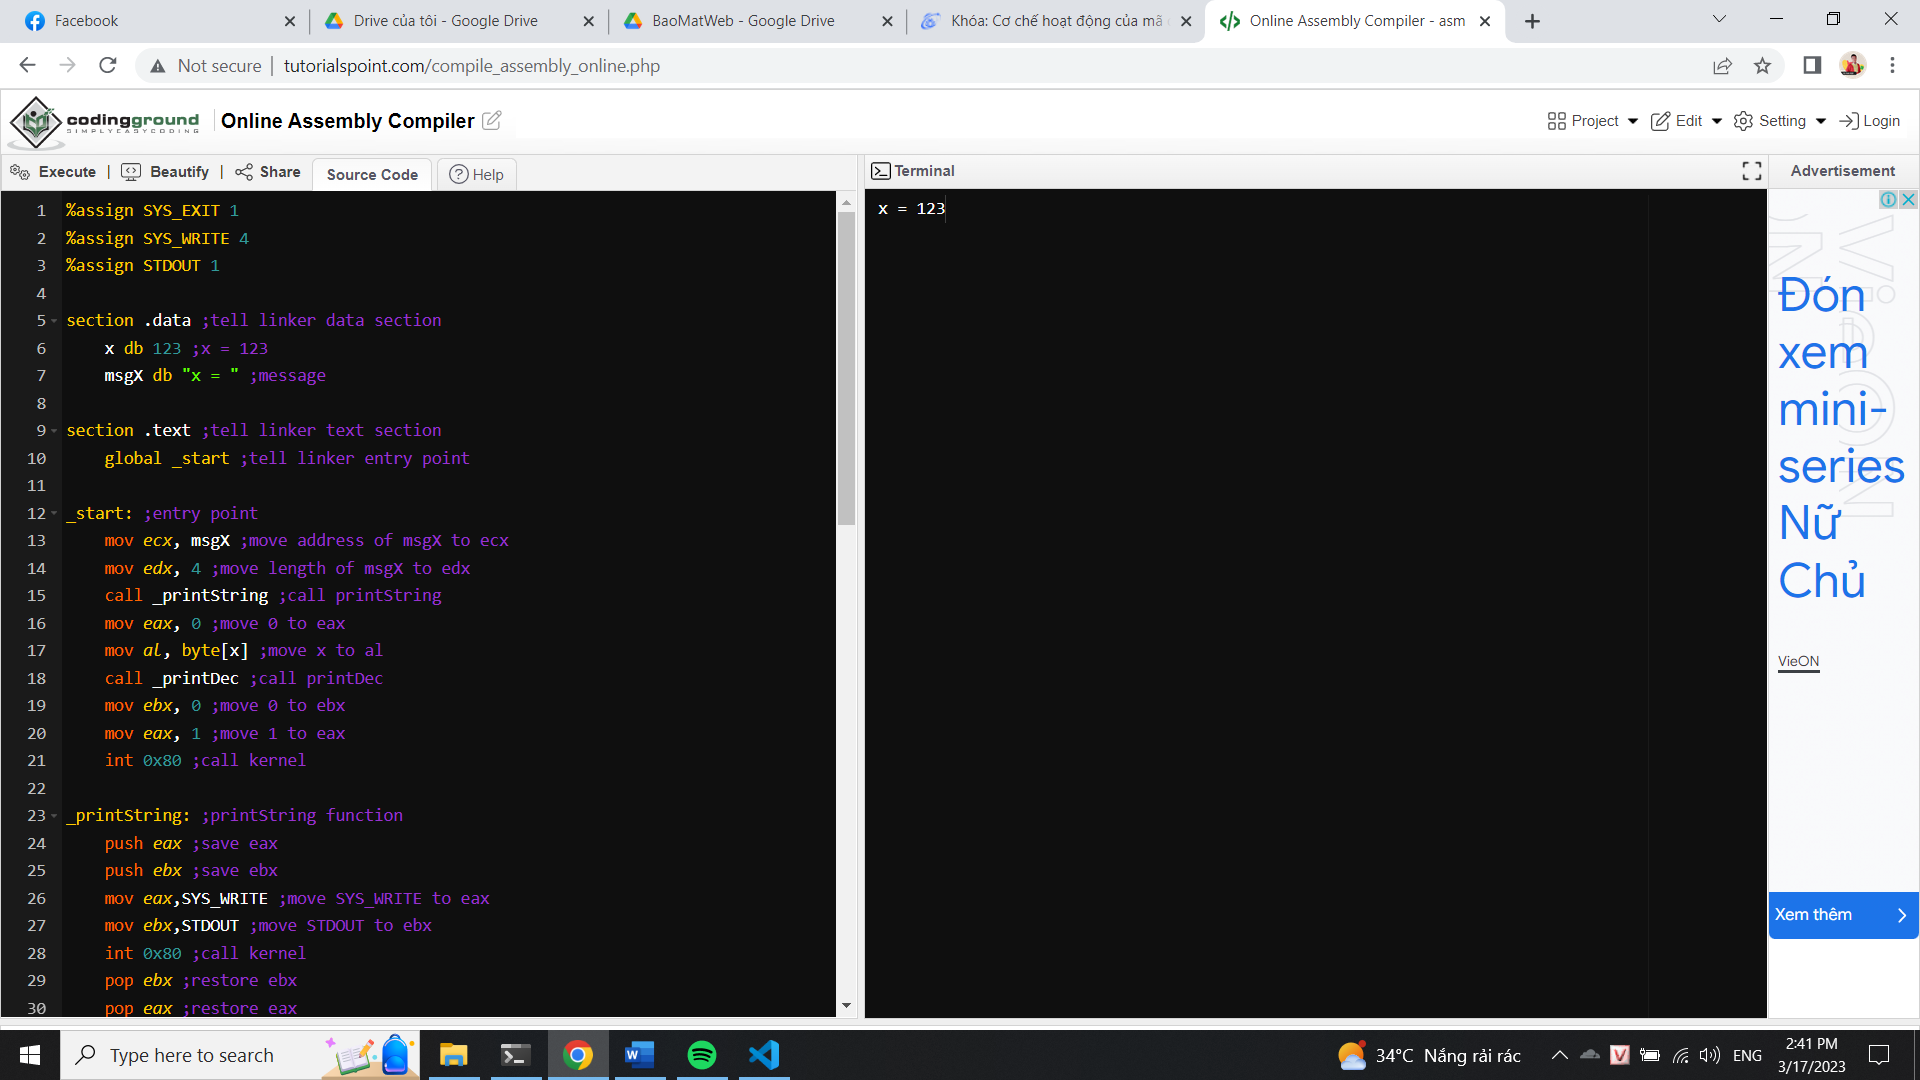 Facebook
Drive của tôi - Google Drive
BaoMatWeb - Google Drive
Khóa: Cơ chế hoạt động của mã
Online Assembly Compiler - asm
Not secure
tutorialspoint.com/compile_assembly_online.php
codingground
SIMPLYEASYCODING
Online Assembly Compiler
Project
Edit
Setting
Login
Execute | Beautify | Share
Source Code
Help
Terminal
Advertisement
1 %assign SYS_EXIT 1
2 %assign SYS_WRITE 4
3 %assign STDOUT 1
4
5 section .data ;tell linker data section
6 x db 123 ;x = 123
7 msgX db "x = " ;message
8
9 section .text ;tell linker text section
10 global _start ;tell linker entry point
11
12 _start: ;entry point
13 mov ecx, msgX ;move address of msgX to ecx
14 mov edx, 4 ;move length of msgX to edx
15 call _printString ;call printString
16 mov eax, 0 ;move 0 to eax
17 mov al, byte[x] ;move x to al
18 call _printDec ;call printDec
19 mov ebx, 0 ;move 0 to ebx
20 mov eax, 1 ;move 1 to eax
21 int 0x80 ;call kernel
22
23 _printString: ;printString function
24 push eax ;save eax
25 push ebx ;save ebx
26 mov eax,SYS_WRITE ;move SYS_WRITE to eax
27 mov ebx,STDOUT ;move STDOUT to ebx
28 int 0x80 ;call kernel
29 pop ebx ;restore ebx
30 pop eax ;restore eax
x = 123
Đón
xem
mini-
series
Nữ
Chủ
VieON
Xem thêm
Type here to search
34°C Nắng rải rác
ENG
2:41 PM
3/17/2023